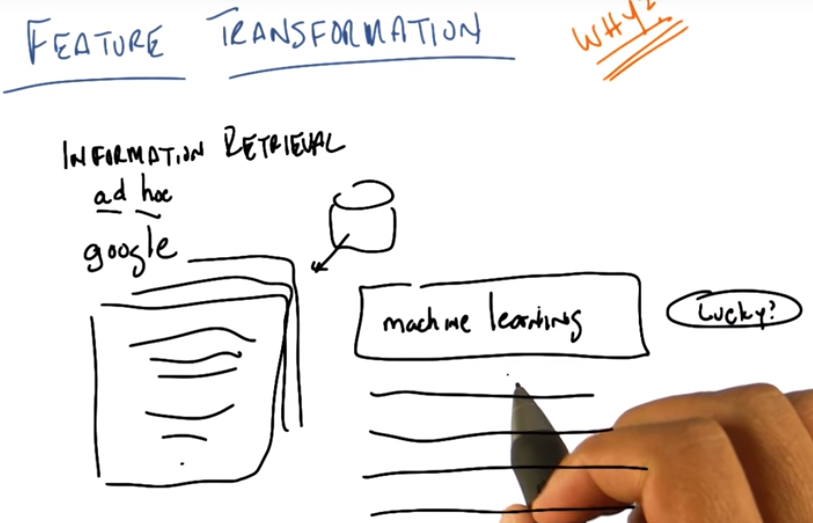 FEATURE TRANSFORMATION WHY?
INFORMATION RETRIEVAL
ad hoc
google
machine learning
Lucky?